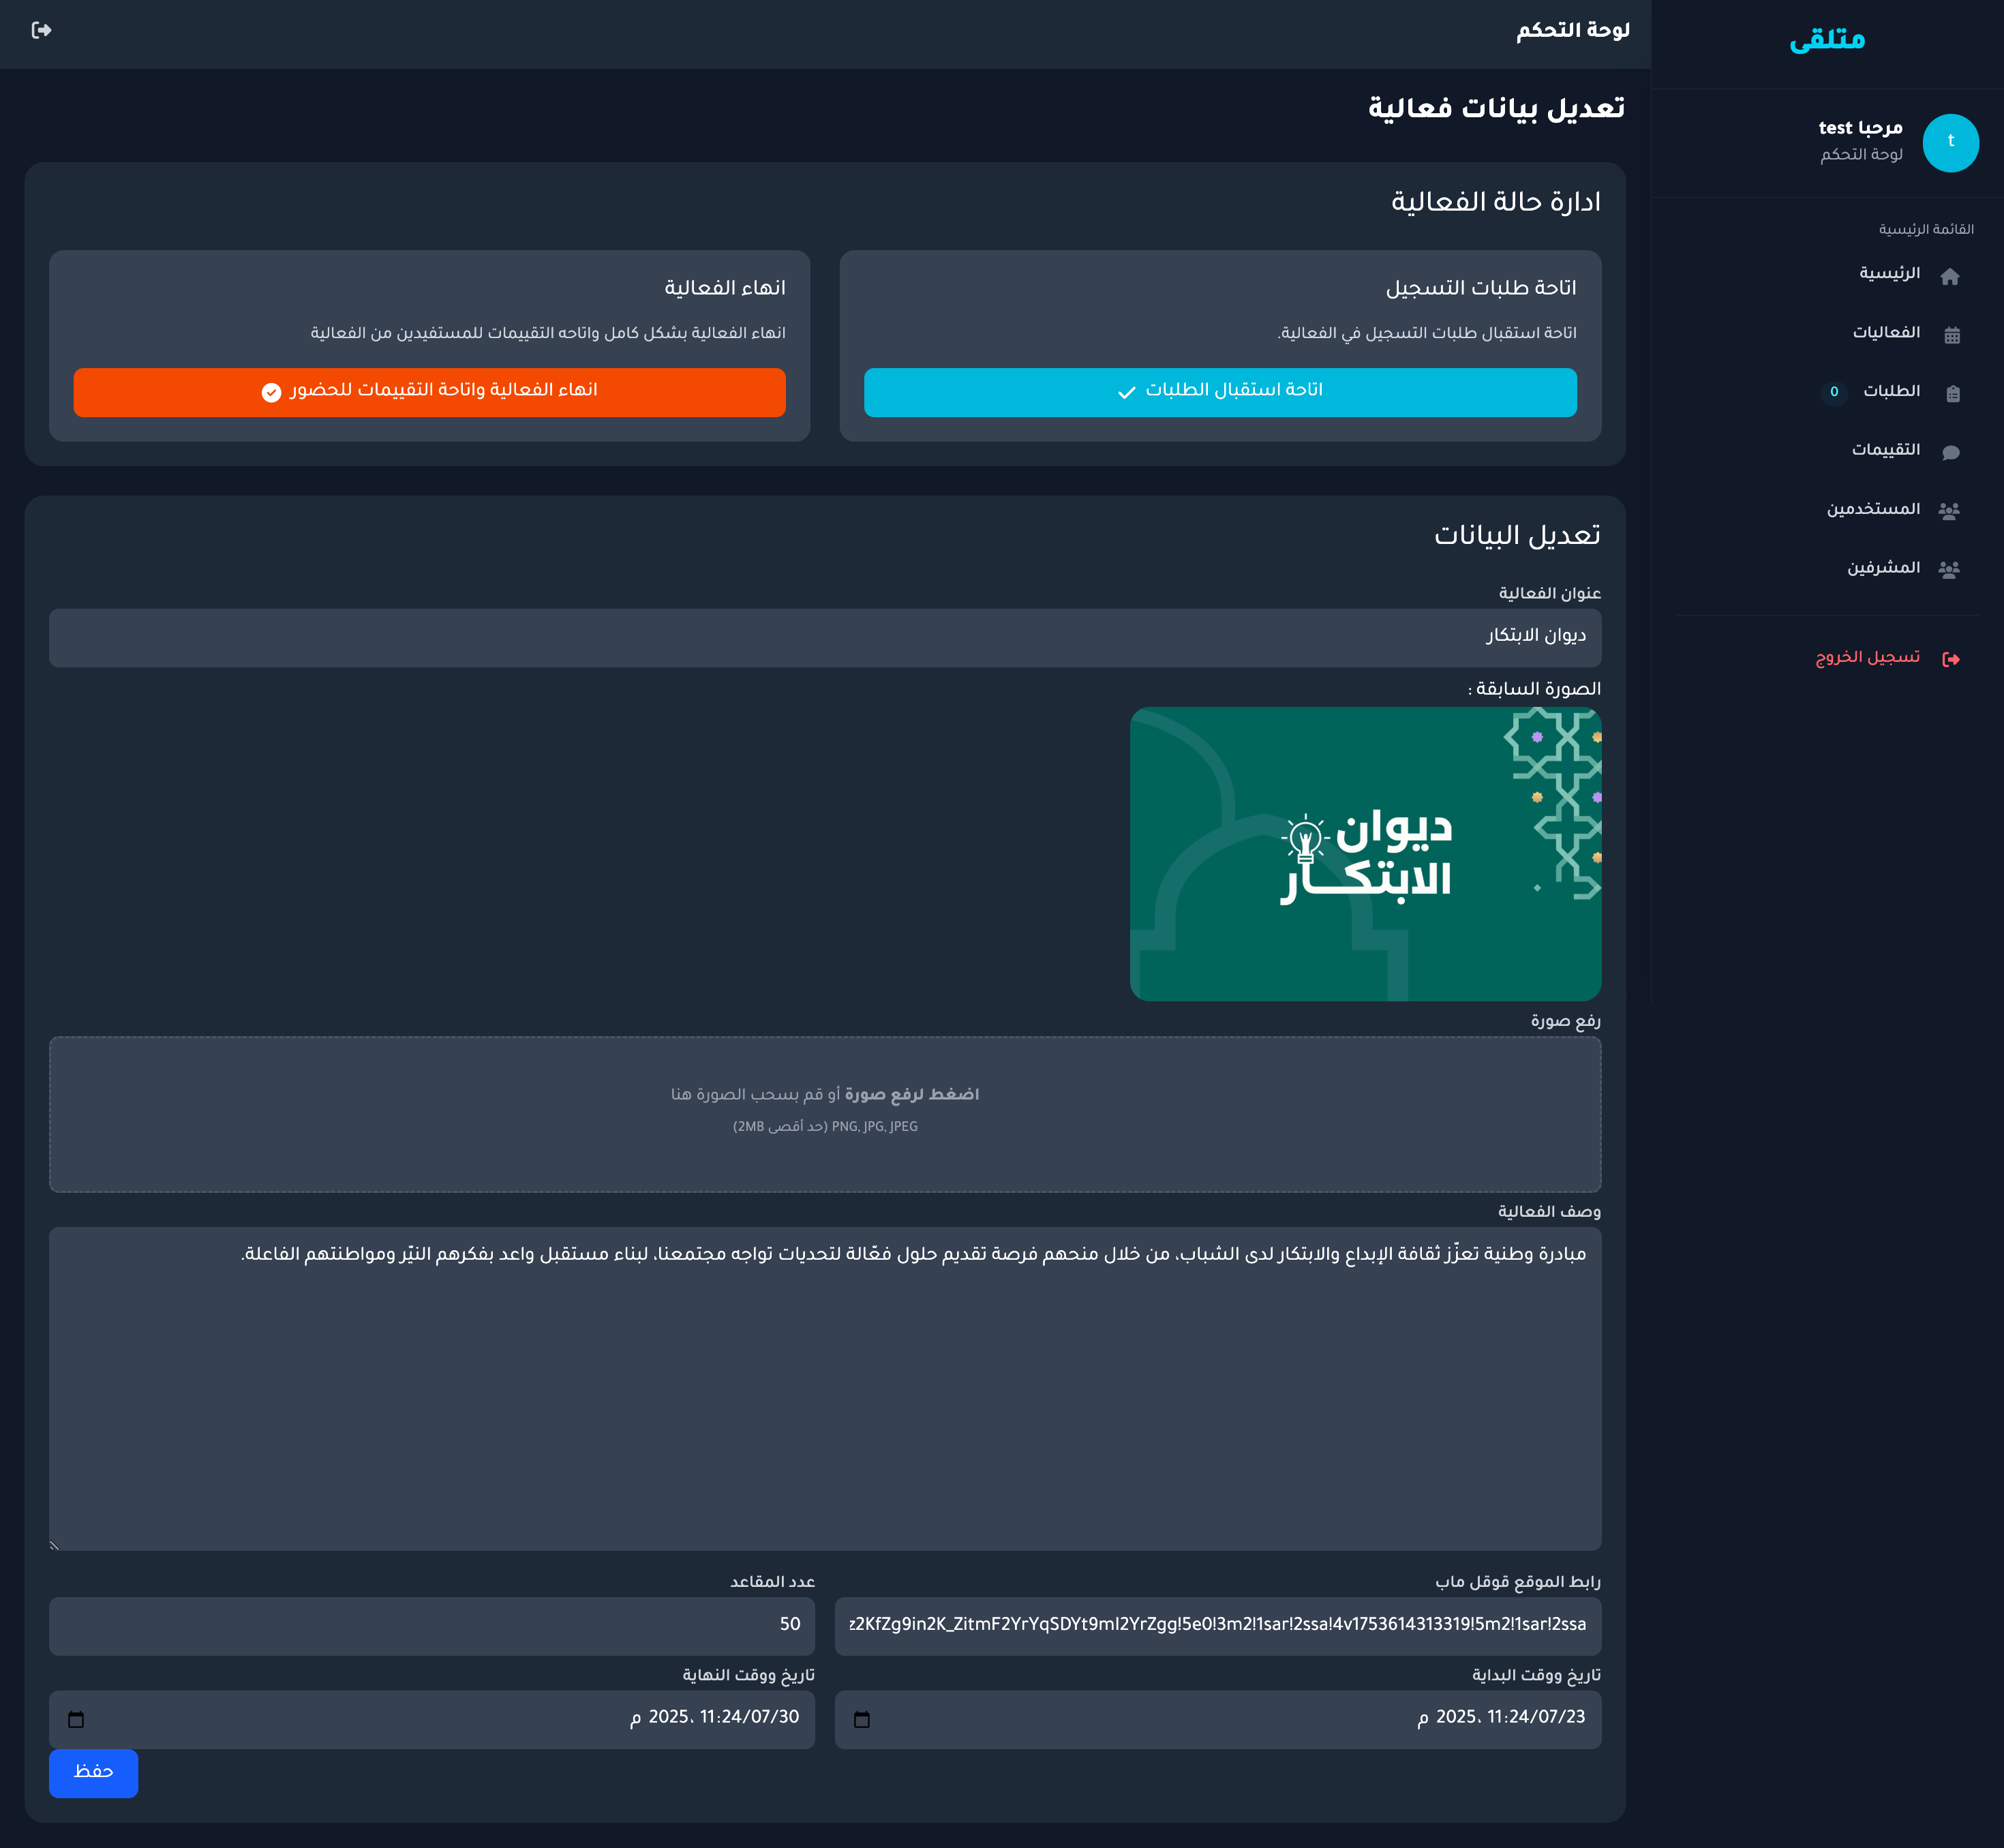 متلقى
مرحبا test
لوحة التحكم
t
القائمة الرئيسية
الرئيسية
الفعاليات
الطلبات 0
التقييمات
المستخدمين
المشرفين
تسجيل الخروج
لوحة التحكم
تعديل بيانات فعالية
ادارة حالة الفعالية
اتاحة طلبات التسجيل
اتاحة استقبال طلبات التسجيل في الفعالية.
اتاحة استقبال الطلبات
انهاء الفعالية
انهاء الفعالية بشكل كامل واتاحه التقييمات للمستفيدين من الفعالية
انهاء الفعالية واتاحة التقييمات للحضور
تعديل البيانات
عنوان الفعالية
ديوان الابتكار
الصورة السابقة :
ديوان
الابتكار
رفع صورة
اضغط لرفع صورة أو قم بسحب الصورة هنا
PNG, JPG, JPEG (حد أقصى 2MB)
وصف الفعالية
مبادرة وطنية تعزّز ثقافة الإبداع والابتكار لدى الشباب، من خلال منحهم فرصة تقديم حلول فعّالة لتحديات تواجه مجتمعنا، لبناء مستقبل واعد بفكرهم النيّر ومواطنتهم الفاعلة.
رابط الموقع قوقل ماب
z2KfZg9in2K_ZitmF2YrYqSDYt9mI2YrZgg!5e0!3m2!1sar!2ssa!4v1753614313319!5m2!1sar!2ssa
عدد المقاعد
50
تاريخ ووقت البداية
23/07/2025، 11:24 م
تاريخ ووقت النهاية
30/07/2025، 11:24 م
حفظ